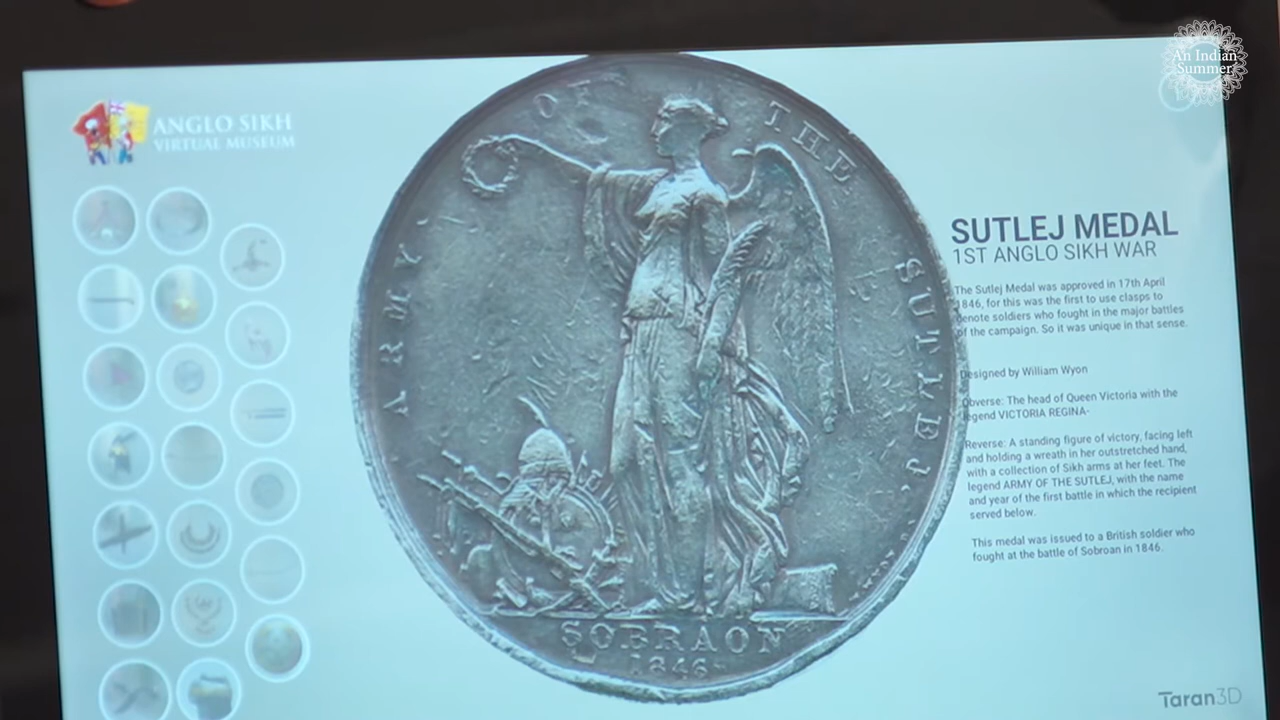 An Indian
Summer
ANGLO SIKH
VIRTUAL MUSEUM
ARMY OF THE SUTLEJ
SOBRAON
1846
SUTLEJ MEDAL
1ST ANGLO SIKH WAR
The Sutlej Medal was approved in 17th April
1846, for this was the first to use clasps to
denote soldiers who fought in the major battles
of the campaign. So it was unique in that sense.
Designed by William Wyon
Obverse: The head of Queen Victoria with the
legend VICTORIA REGINA-
Reverse: A standing figure of victory, facing left
and holding a wreath in her outstretched hand,
with a collection of Sikh arms at her feet. The
legend ARMY OF THE SUTLEJ, with the name
and year of the first battle in which the recipient
served below.
This medal was issued to a British soldier who
fought at the battle of Sobroan in 1846.
Taran3D